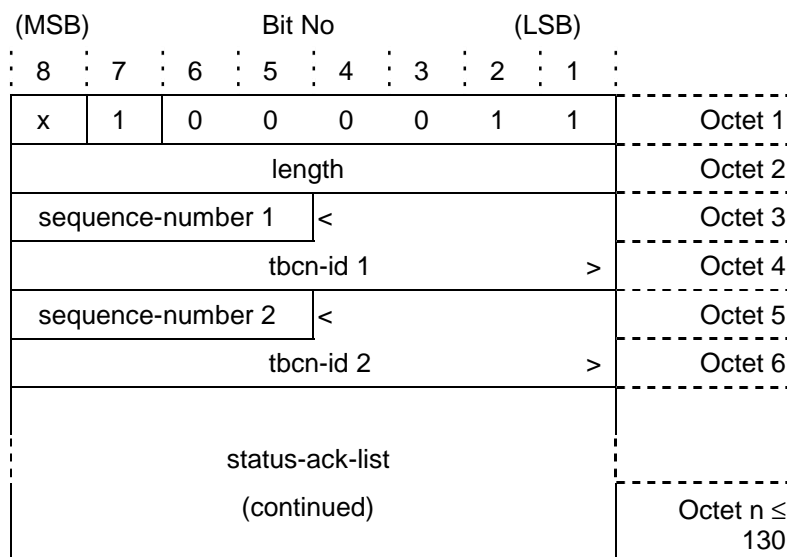 (MSB) Bit No (LSB)
8 7 6 5 4 3 2 1
x 1 0 0 0 0 1 1 Octet 1
length Octet 2
sequence-number 1 < Octet 3
tbcn-id 1 > Octet 4
sequence-number 2 < Octet 5
tbcn-id 2 > Octet 6
status-ack-list
(continued) Octet n ≤
130